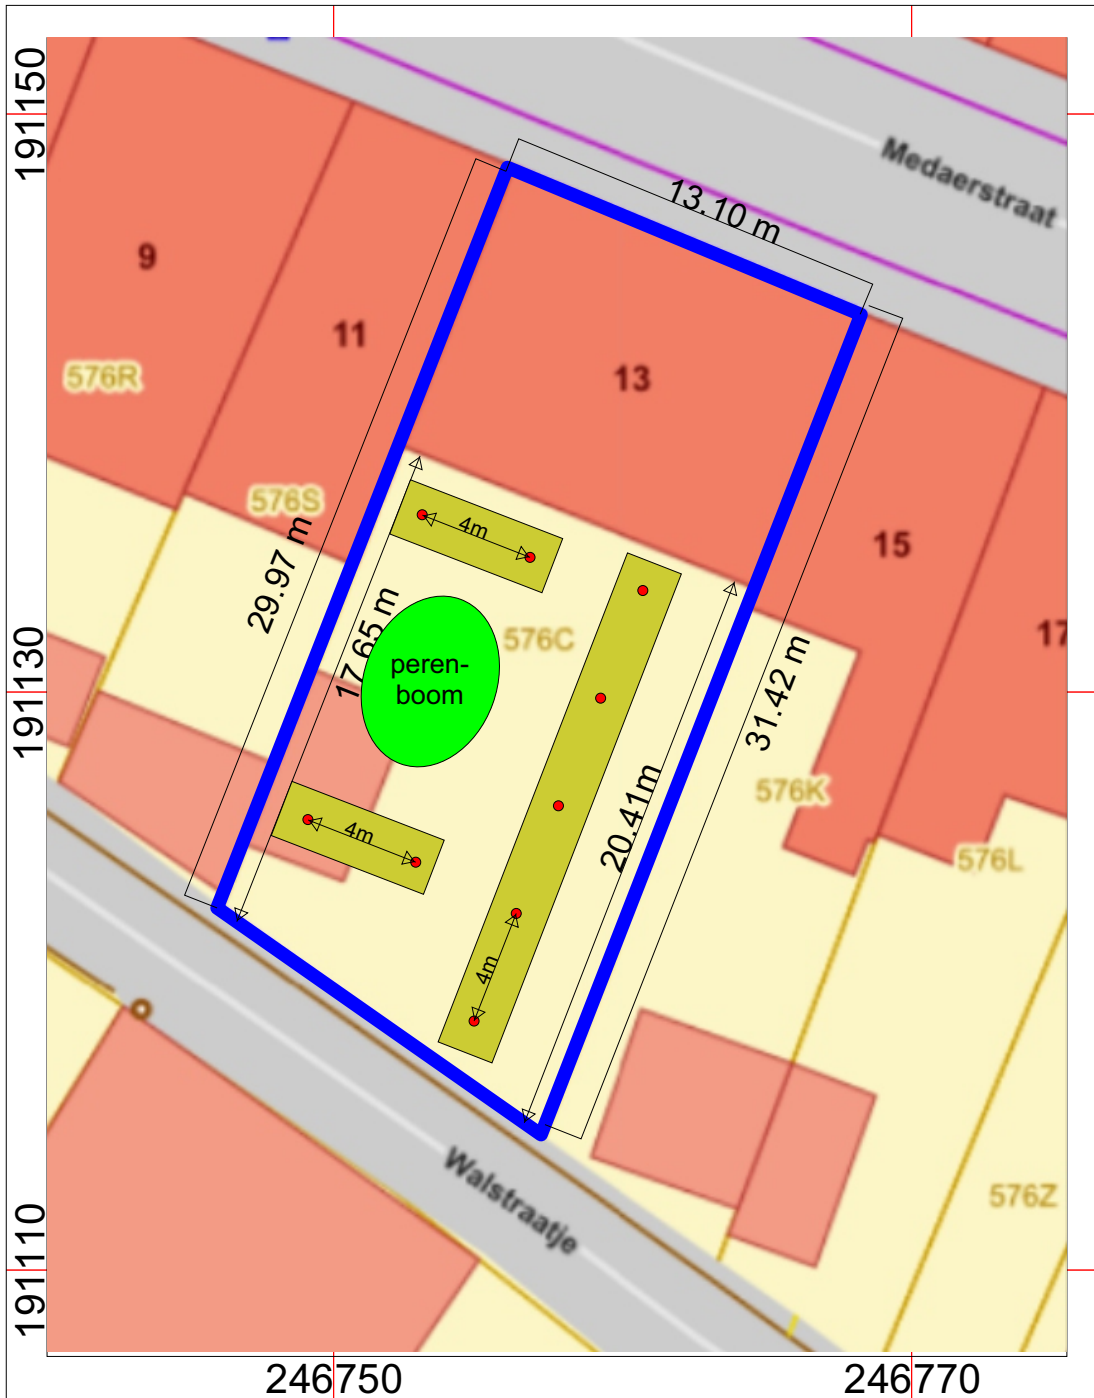 191150
Medaerstraat
13.10 m
9
11
13
576R
576S
15
4m
29.97 m
17
17.65 m
peren-
boom
576C
191130
31.42 m
576K
20.41m
4m
576L
4m
Walstraatje
576Z
191110
246750
246770